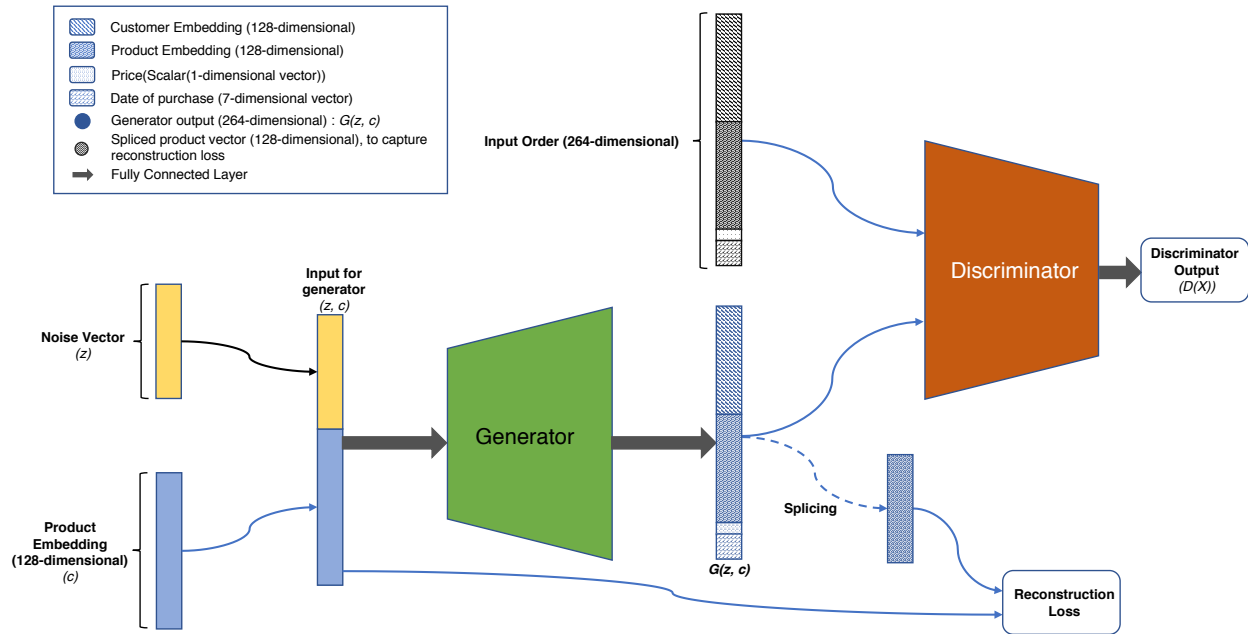 Customer Embedding (128-dimensional)
Product Embedding (128-dimensional)
Price(Scalar(1-dimensional vector))
Date of purchase (7-dimensional vector)
Generator output (264-dimensional) : G(z, c)
Spliced product vector (128-dimensional), to capture
reconstruction loss
Fully Connected Layer
Input Order (264-dimensional)
Discriminator
Discriminator
Output
(D(X))
Input for
generator
(z, c)
Noise Vector
(z)
Generator
Product
Embedding
(128-dimensional)
(c)
Splicing
G(z, c)
Reconstruction
Loss